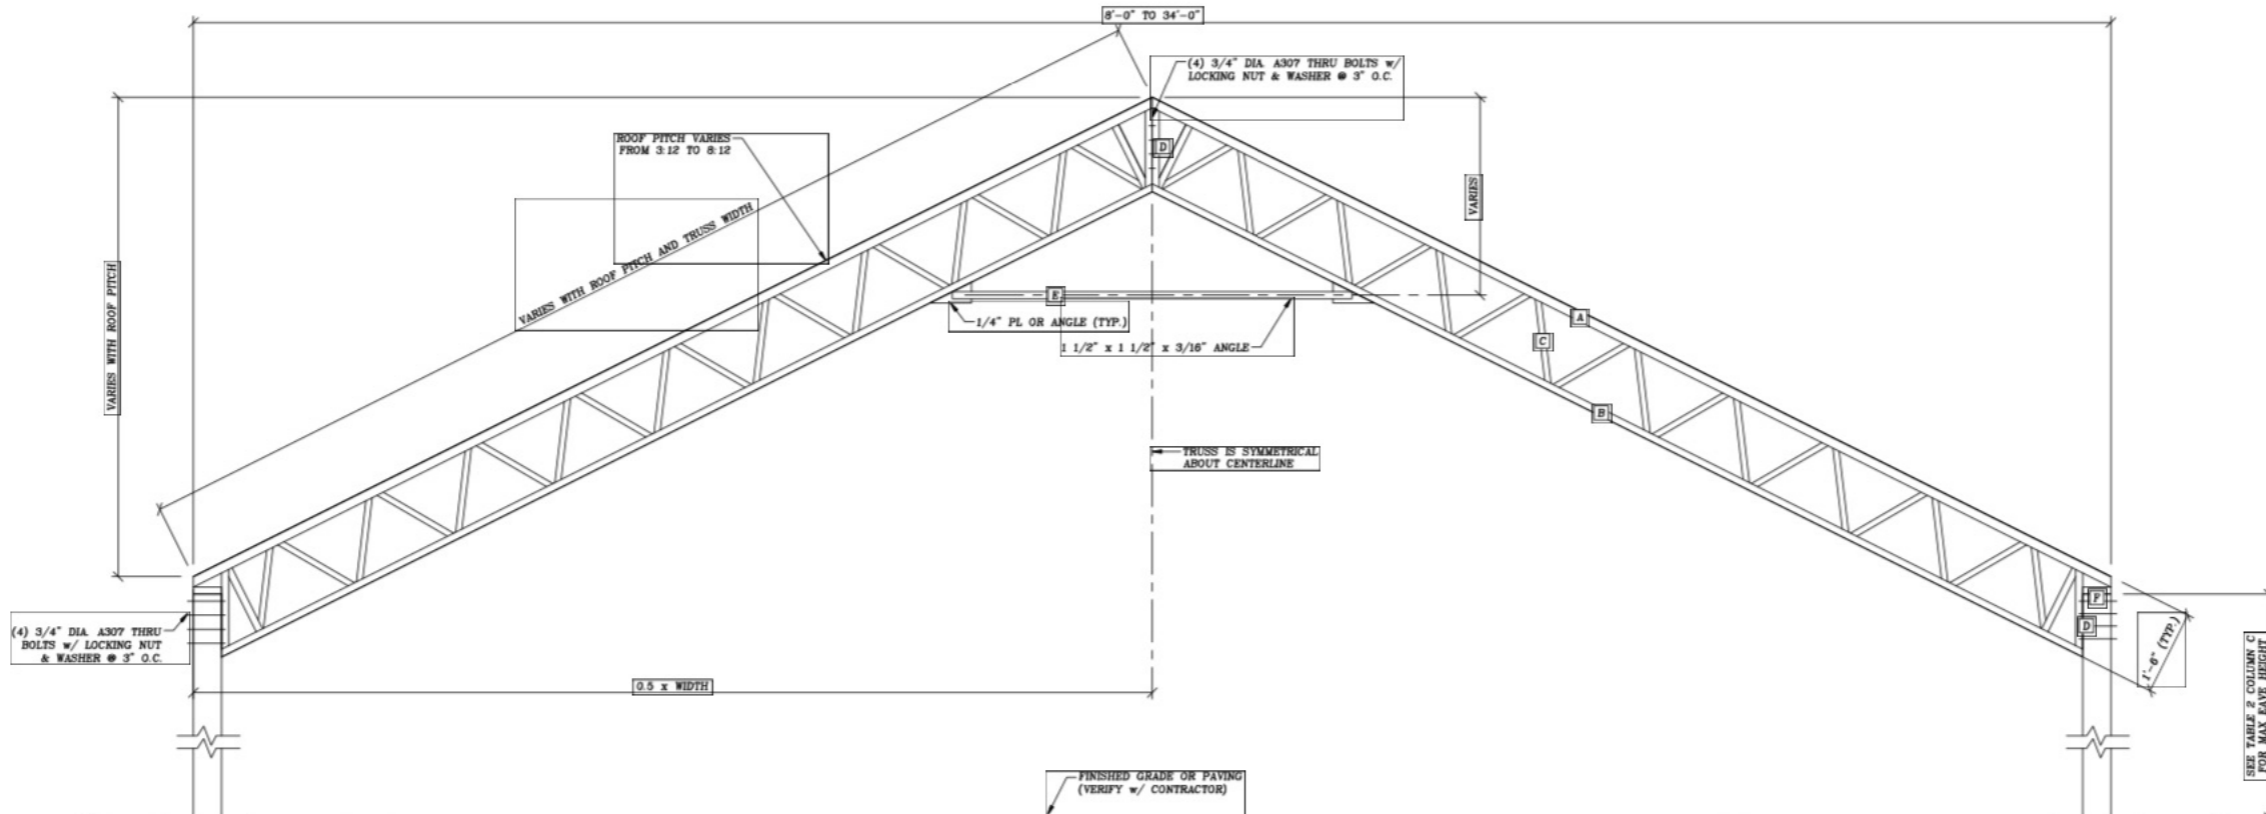 8'-0" TO 34'-0"
(4) 3/4" DIA. A307 THRU BOLTS w/
LOCKING NUT & WASHER @ 3" O.C.
ROOF PITCH VARIES
FROM 3:12 TO 8:12
D
VARIES
VARIES WITH ROOF PITCH AND TRUSS WIDTH
VARIES WITH ROOF PITCH
E
1/4" PL OR ANGLE (TYP.)
1 1/2" x 1 1/2" x 3/16" ANGLE
A
C
B
TRUSS IS SYMMETRICAL
ABOUT CENTERLINE
F
D
(4) 3/4" DIA. A307 THRU
BOLTS w/ LOCKING NUT
& WASHER @ 3" O.C.
1'-6" (TYP.)
0.5 x WIDTH
SEE TABLE 2 COLUMN C
FOR MAX EAVE HEIGHT
FINISHED GRADE OR PAVING
(VERIFY w/ CONTRACTOR)